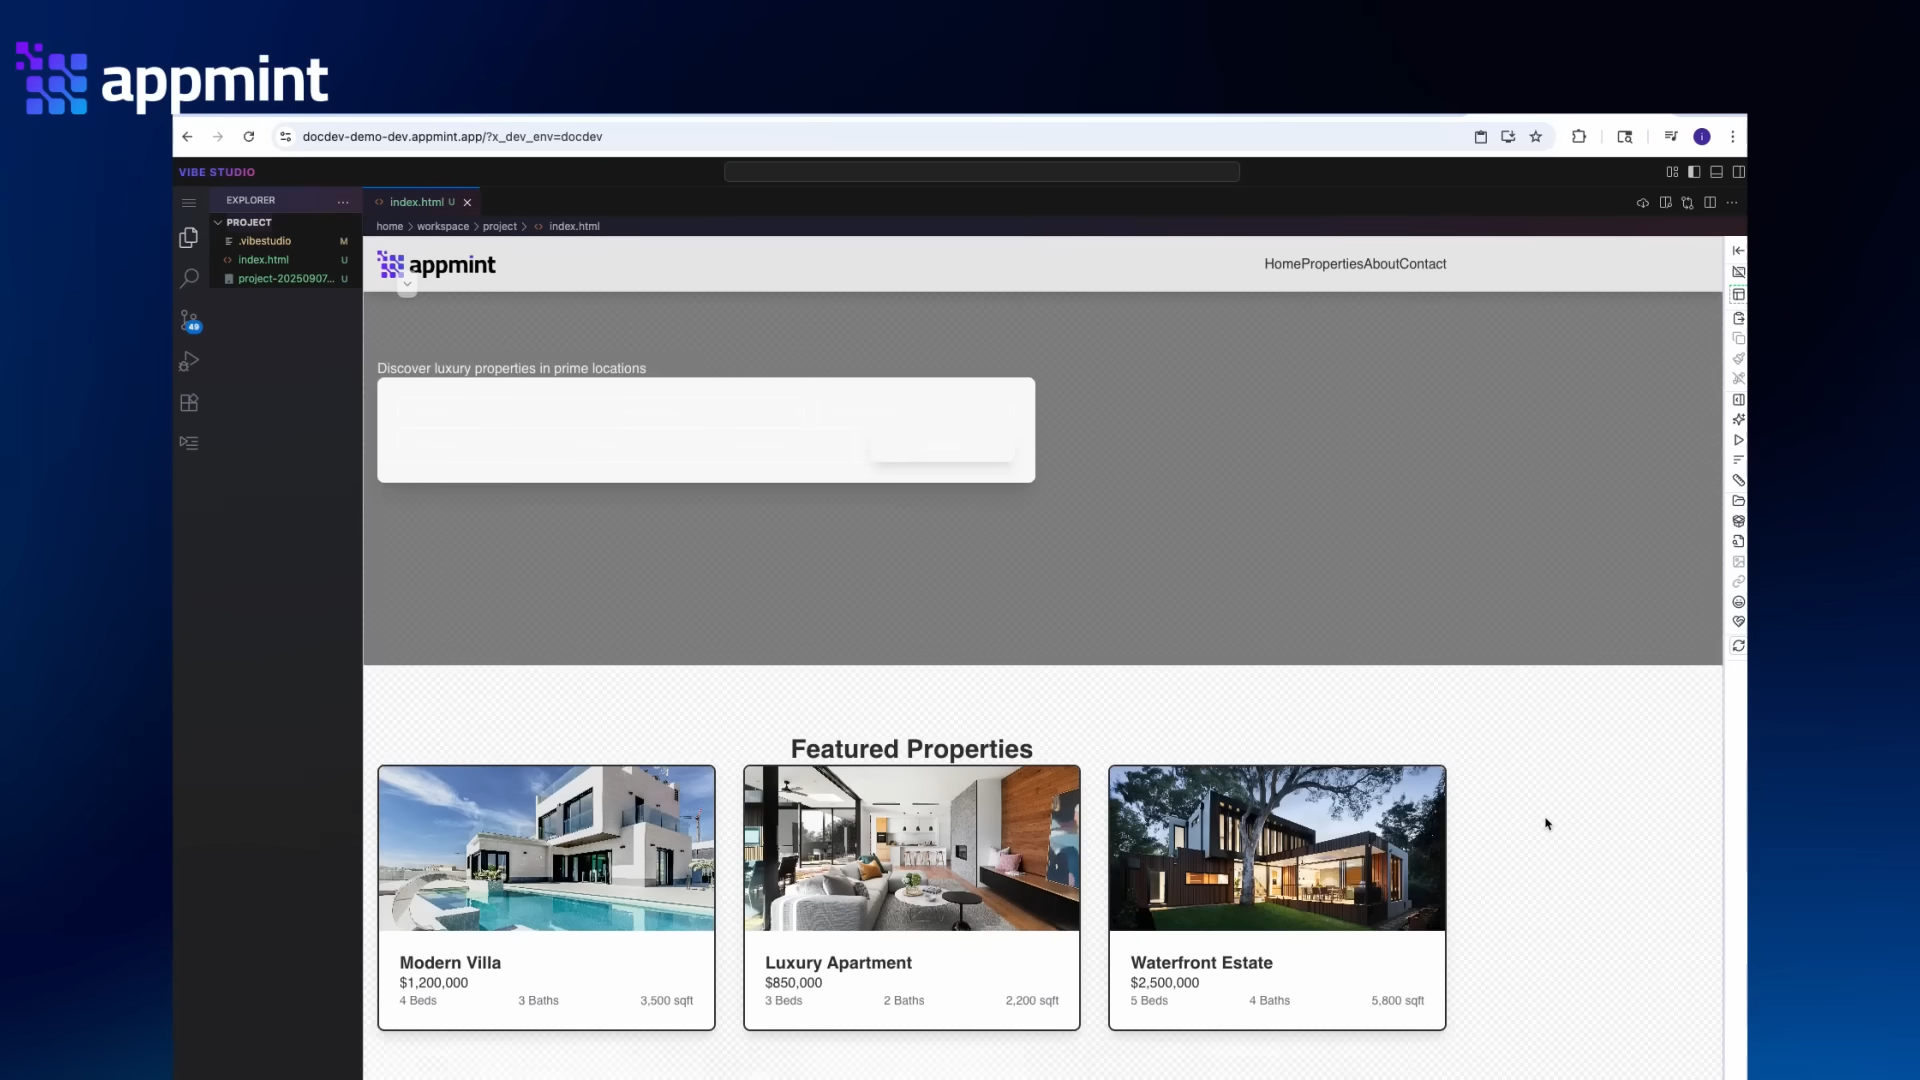 appmint
docdev-demo-dev.appmint.app/?x_dev_env=docdev
i
VIBE STUDIO
EXPLORER
index.html U
PROJECT
home > workspace > project > index.html
.vibestudio M
index.html U
project-20250907... U
49
appmint
HomePropertiesAboutContact
Discover luxury properties in prime locations
Featured Properties
Modern Villa
$1,200,000
4 Beds 3 Baths 3,500 sqft
Luxury Apartment
$850,000
3 Beds 2 Baths 2,200 sqft
Waterfront Estate
$2,500,000
5 Beds 4 Baths 5,800 sqft